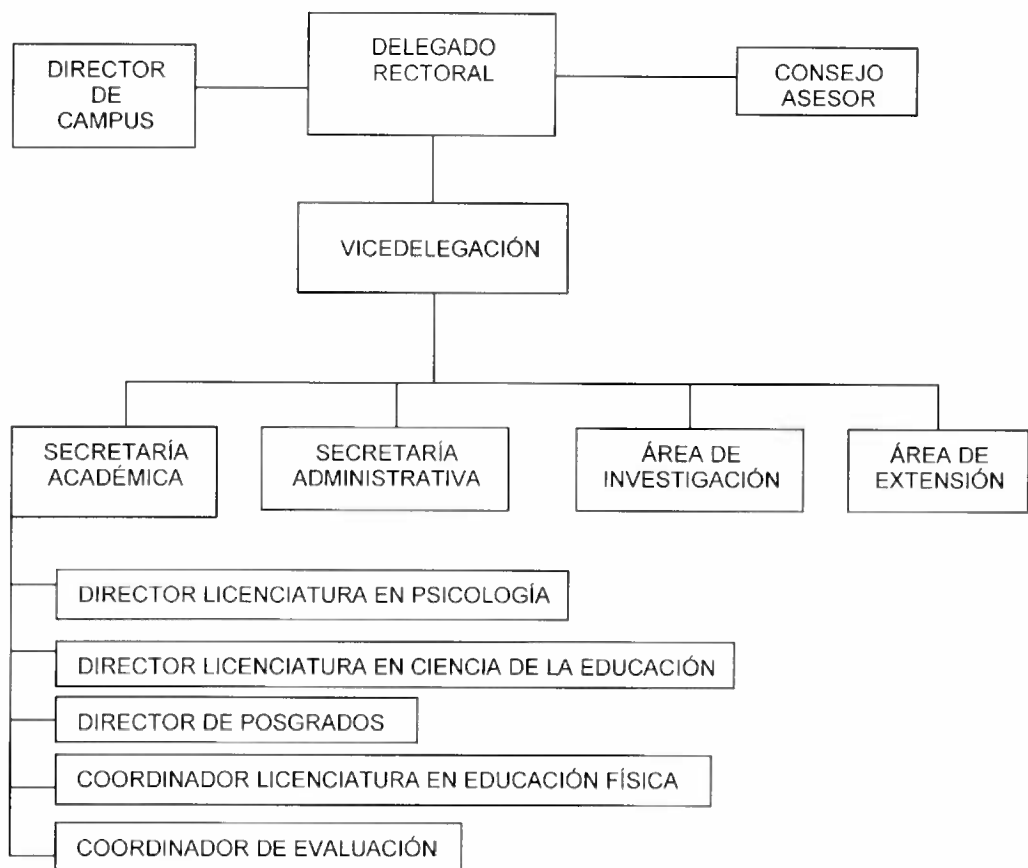 DIRECTOR
DE
CAMPUS
DELEGADO
RECTORAL
CONSEJO
ASESOR
VICEDELEGACIÓN
SECRETARÍA
ACADÉMICA
SECRETARÍA
ADMINISTRATIVA
ÁREA DE
INVESTIGACIÓN
ÁREA DE
EXTENSIÓN
DIRECTOR LICENCIATURA EN PSICOLOGÍA
DIRECTOR LICENCIATURA EN CIENCIA DE LA EDUCACIÓN
DIRECTOR DE POSGRADOS
COORDINADOR LICENCIATURA EN EDUCACIÓN FÍSICA
COORDINADOR DE EVALUACIÓN